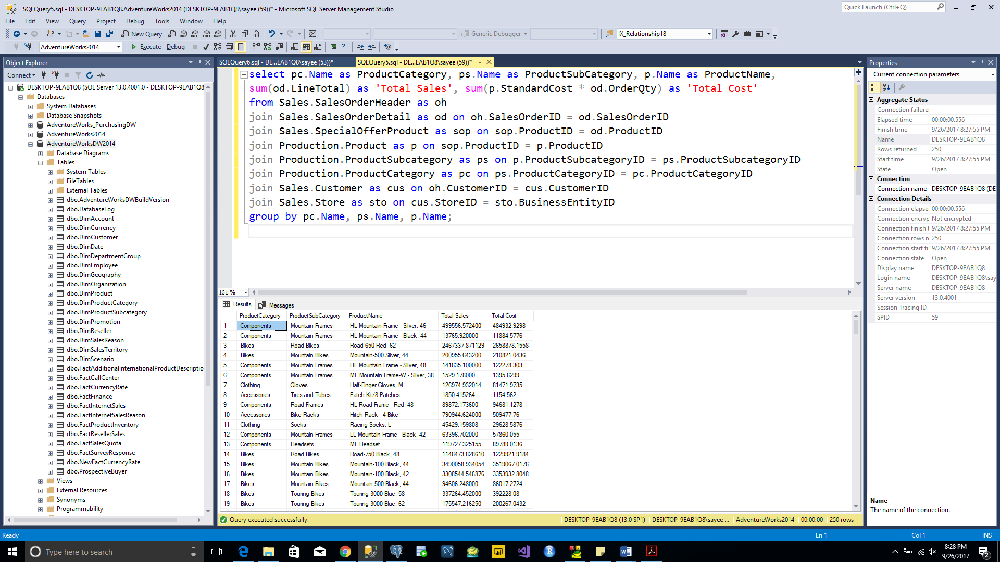 SQLQuery5.sql - DESKTOP-9EAB1Q8.AdventureWorks2014 (DESKTOP-9EAB1Q8\sayee (59))* - Microsoft SQL Server Management Studio
Quick Launch (Ctrl+Q)
File Edit View Query Project Debug Tools Window Help
New Query
MDX DMX XMLA DAX
Generic Debugger
IX_Relationship18
AdventureWorks2014
Execute Debug
Object Explorer
Connect
DESKTOP-9EAB1Q8 (SQL Server 13.0.4001.0 - DESKTOP-9EAB1Q8
Databases
System Databases
Database Snapshots
AdventureWorks_PurchasingDW
AdventureWorks2014
AdventureWorksDW2014
Database Diagrams
Tables
System Tables
FileTables
External Tables
dbo.AdventureWorksDWBuildVersion
dbo.DatabaseLog
dbo.DimAccount
dbo.DimCurrency
dbo.DimCustomer
dbo.DimDate
dbo.DimDepartmentGroup
dbo.DimEmployee
dbo.DimGeography
dbo.DimOrganization
dbo.DimProduct
dbo.DimProductCategory
dbo.DimProductSubcategory
dbo.DimPromotion
dbo.DimReseller
dbo.DimSalesReason
dbo.DimSalesTerritory
dbo.DimScenario
dbo.FactAdditionalInternationalProductDescriptio
dbo.FactCallCenter
dbo.FactCurrencyRate
dbo.FactFinance
dbo.FactInternetSales
dbo.FactInternetSalesReason
dbo.FactProductInventory
dbo.FactResellerSales
dbo.FactSalesQuota
dbo.FactSurveyResponse
dbo.NewFactCurrencyRate
dbo.ProspectiveBuyer
Views
External Resources
Synonyms
Programmability
SQLQuery6.sql - DE...EAB1Q8\sayee (53))*
SQLQuery5.sql - DE...EAB1Q8\sayee (59))*
select pc.Name as ProductCategory, ps.Name as ProductSubCategory, p.Name as ProductName,
sum(od.LineTotal) as 'Total Sales', sum(p.StandardCost * od.OrderQty) as 'Total Cost'
from Sales.SalesOrderHeader as oh
join Sales.SalesOrderDetail as od on oh.SalesOrderID = od.SalesOrderID
join Sales.SpecialOfferProduct as sop on sop.ProductID = od.ProductID
join Production.Product as p on sop.ProductID = p.ProductID
join Production.ProductSubcategory as ps on p.ProductSubcategoryID = ps.ProductSubcategoryID
join Production.ProductCategory as pc on ps.ProductCategoryID = pc.ProductCategoryID
join Sales.Customer as cus on oh.CustomerID = cus.CustomerID
join Sales.Store as sto on cus.StoreID = sto.BusinessEntityID
group by pc.Name, ps.Name, p.Name;
161 %
Results Messages
ProductCategory ProductSubCategory ProductName Total Sales Total Cost
1 Components Mountain Frames HL Mountain Frame - Silver, 46 499556.572400 484932.9298
2 Components Mountain Frames HL Mountain Frame - Black, 44 13765.920000 11884.5776
3 Bikes Road Bikes Road-650 Red, 62 2467337.871129 2658878.1558
4 Bikes Mountain Bikes Mountain-500 Silver, 44 200955.643200 210821.0436
5 Components Mountain Frames HL Mountain Frame - Silver, 48 141635.100000 122278.303
6 Components Mountain Frames ML Mountain Frame-W - Silver, 38 1529.178000 1395.6299
7 Clothing Gloves Half-Finger Gloves, M 126974.932014 81471.9735
8 Accessories Tires and Tubes Patch Kit/8 Patches 1850.415264 1154.562
9 Components Road Frames HL Road Frame - Red, 48 89872.173600 94681.1278
10 Accessories Bike Racks Hitch Rack - 4-Bike 790944.624000 509477.76
11 Clothing Socks Racing Socks, L 45429.159808 29628.5876
12 Components Mountain Frames LL Mountain Frame - Black, 42 63396.702000 57860.055
13 Components Headsets ML Headset 119727.325155 89789.0136
14 Bikes Road Bikes Road-750 Black, 48 1146473.828610 1229921.9184
15 Bikes Mountain Bikes Mountain-100 Black, 44 3490058.934054 3519067.0176
16 Bikes Mountain Bikes Mountain-100 Black, 42 3308544.546876 3353932.8048
17 Bikes Mountain Bikes Mountain-500 Black, 44 94606.248000 86017.2724
18 Bikes Touring Bikes Touring-3000 Blue, 58 337264.452000 392228.08
19 Bikes Touring Bikes Touring-3000 Blue, 62 175547.216250 200267.0432
Query executed successfully.
DESKTOP-9EAB1Q8 (13.0 SP1) DESKTOP-9EAB1Q8\sayee ... AdventureWorks2014 00:00:00 250 rows
Properties
Current connection parameters
Aggregate Status
Connection failures
Elapsed time 00:00:00.556
Finish time 9/26/2017 8:27:55 PM
Name DESKTOP-9EAB1Q8
Rows returned 250
Start time 9/26/2017 8:27:55 PM
State Open
Connection
Connection name DESKTOP-9EAB1Q8 (DE
Connection Details
Connection elapse 00:00:00.556
Connection encryp Not encrypted
Connection finish t 9/26/2017 8:27:55 PM
Connection rows re 250
Connection start ti 9/26/2017 8:27:55 PM
Connection state Open
Display name DESKTOP-9EAB1Q8
Login name DESKTOP-9EAB1Q8\say
Server name DESKTOP-9EAB1Q8
Server version 13.0.4001
Session Tracing ID
SPID 59
Name
The name of the connection.
Ready Ln 1 Col 1 INS
Type here to search
8:28 PM
9/26/2017
2